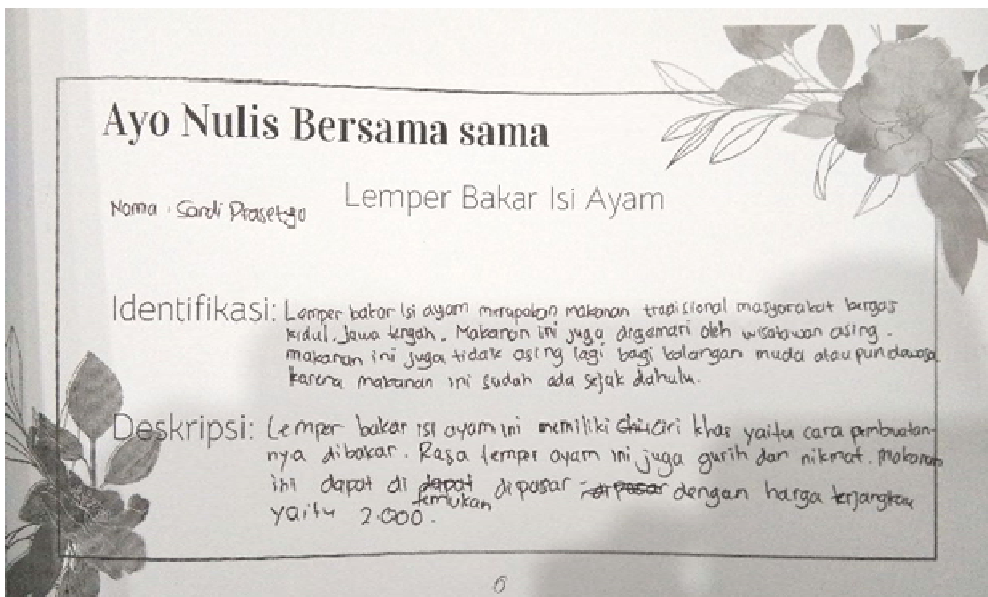 Ayo Nulis Bersama sama
Lemper Bakar Isi Ayam
Nama : Sandi Prasetyo
Identifikasi: Lemper bakar Isi ayam merupakan makanan tradisional masyarakat bergas
kidul, Jawa tengah. Makanan ini juga digemari oleh wisatawan asing.
makanan ini juga tidak asing lagi bagi kalangan muda ataupun dewasa
karena makanan ini sudah ada sejak dahulu.
Deskripsi: Lemper bakar isi ayam ini memiliki ciri khas yaitu cara pembuatan-
nya dibakar. Rasa lemper ayam ini juga gurih dan nikmat. Makanan
ini dapat di dapat dipasar dipasar dengan harga terjangkau
temukan
yaitu 2.000.
6